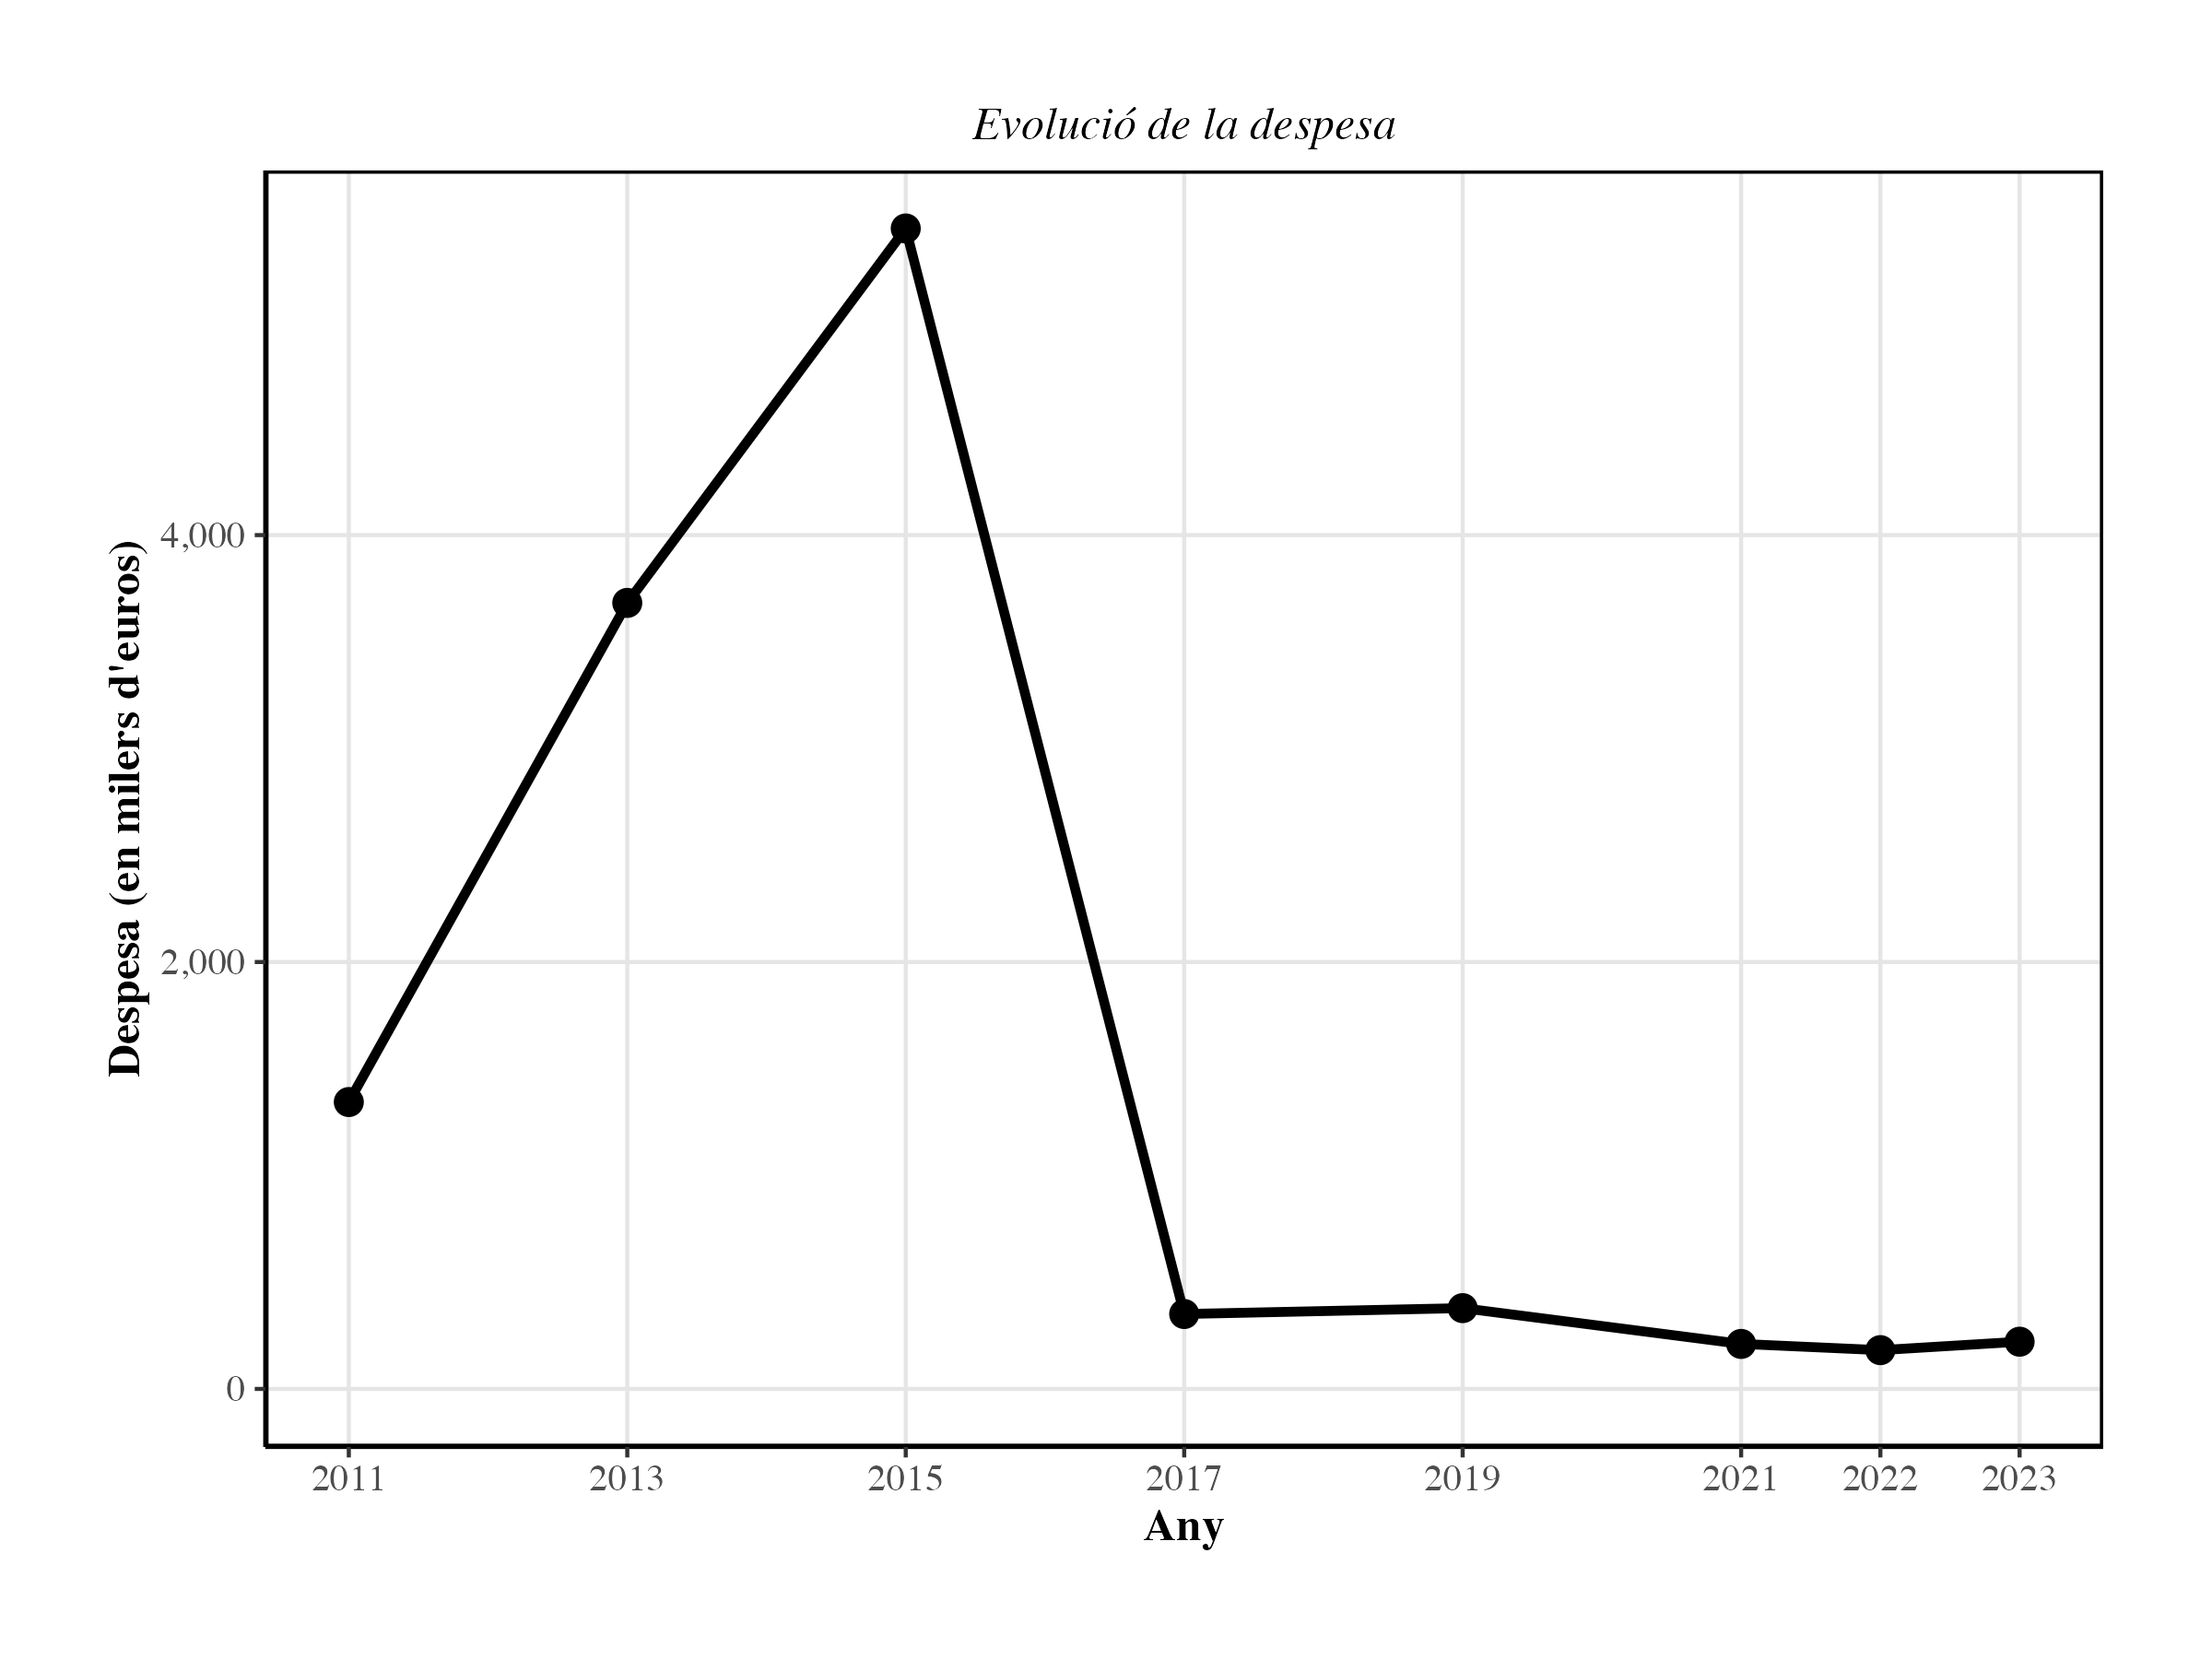 Evolució de la despesa
Despesa (en milers d'euros)
4,000
2,000
0
2011 2013 2015 2017 2019 2021 2022 2023
Any